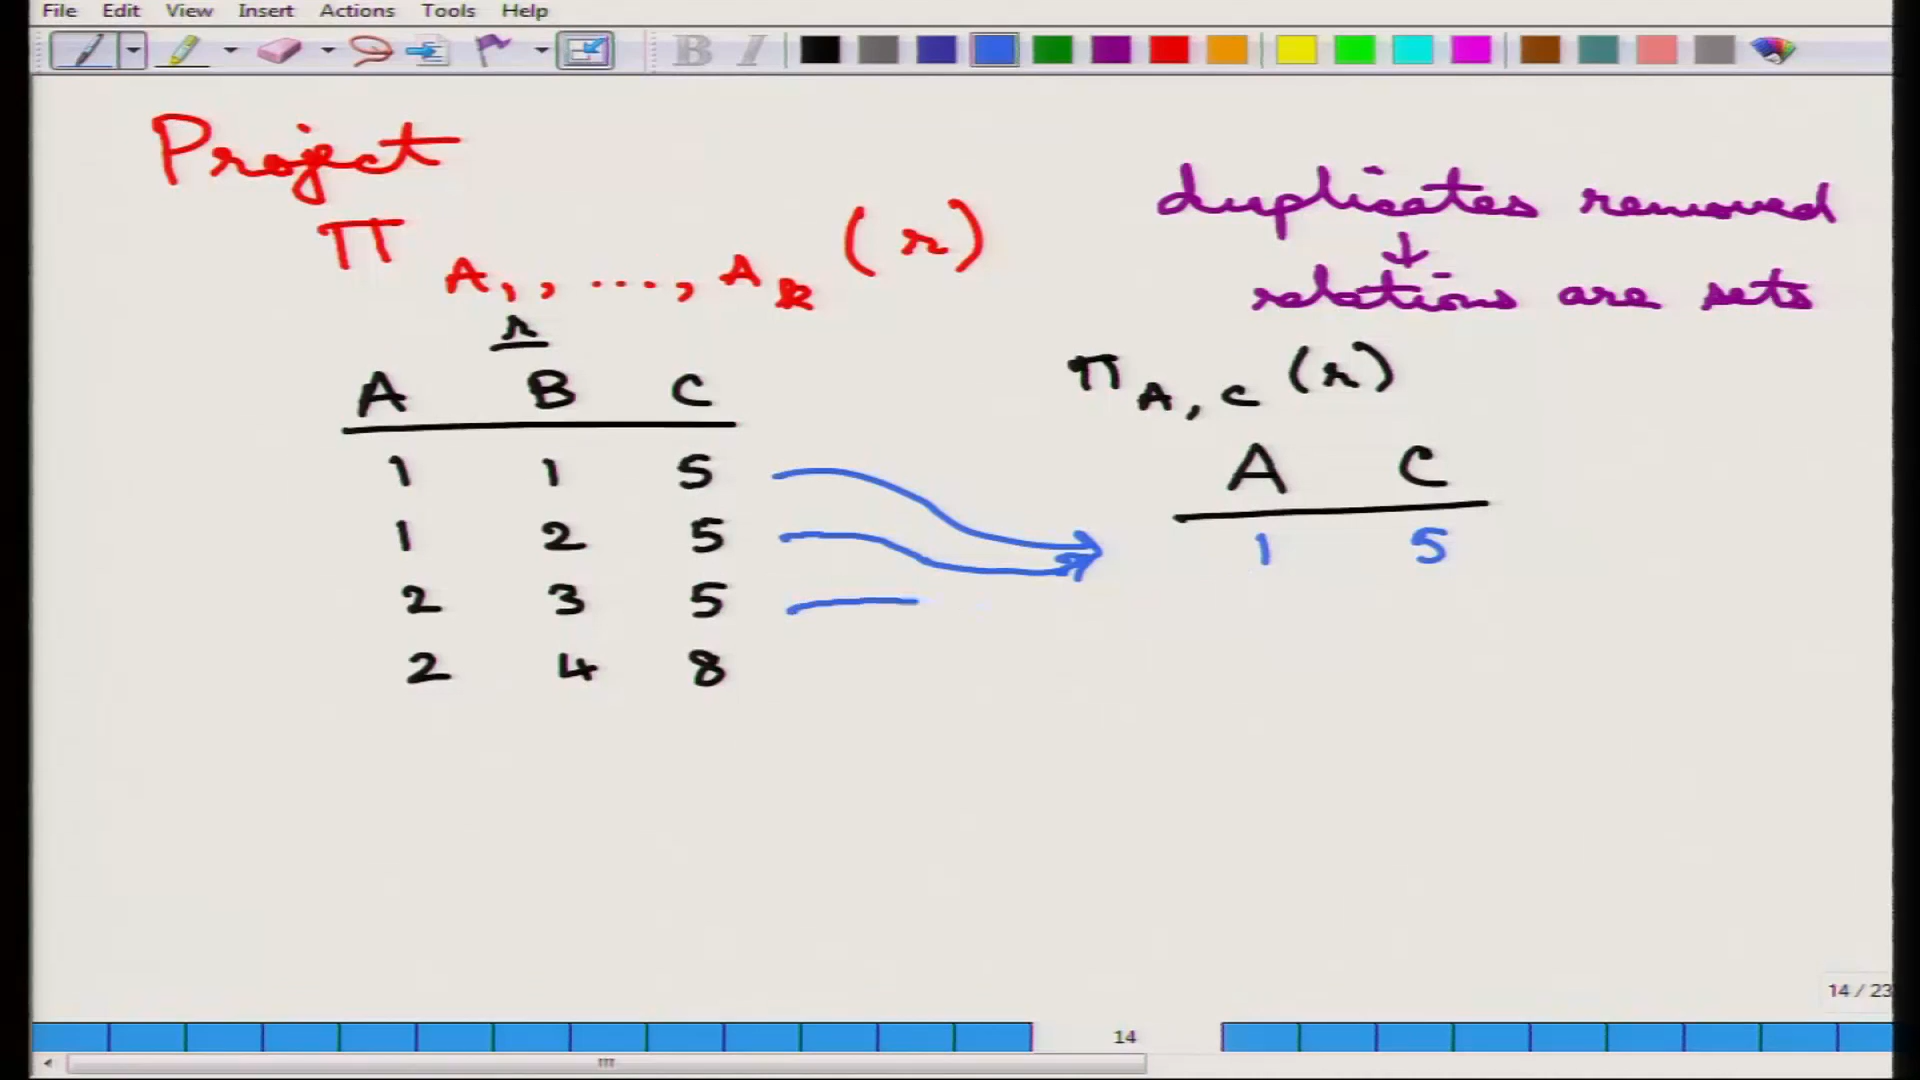 File Edit View Insert Actions Tools Help
B I
Project
Π A₁, ..., Aₖ (r)
duplicates removed
↓
relations are sets
r
A B C
1 1 5
1 2 5
2 3 5
2 4 8
Π A, C (r)
A C
1 5
14 / 23
14